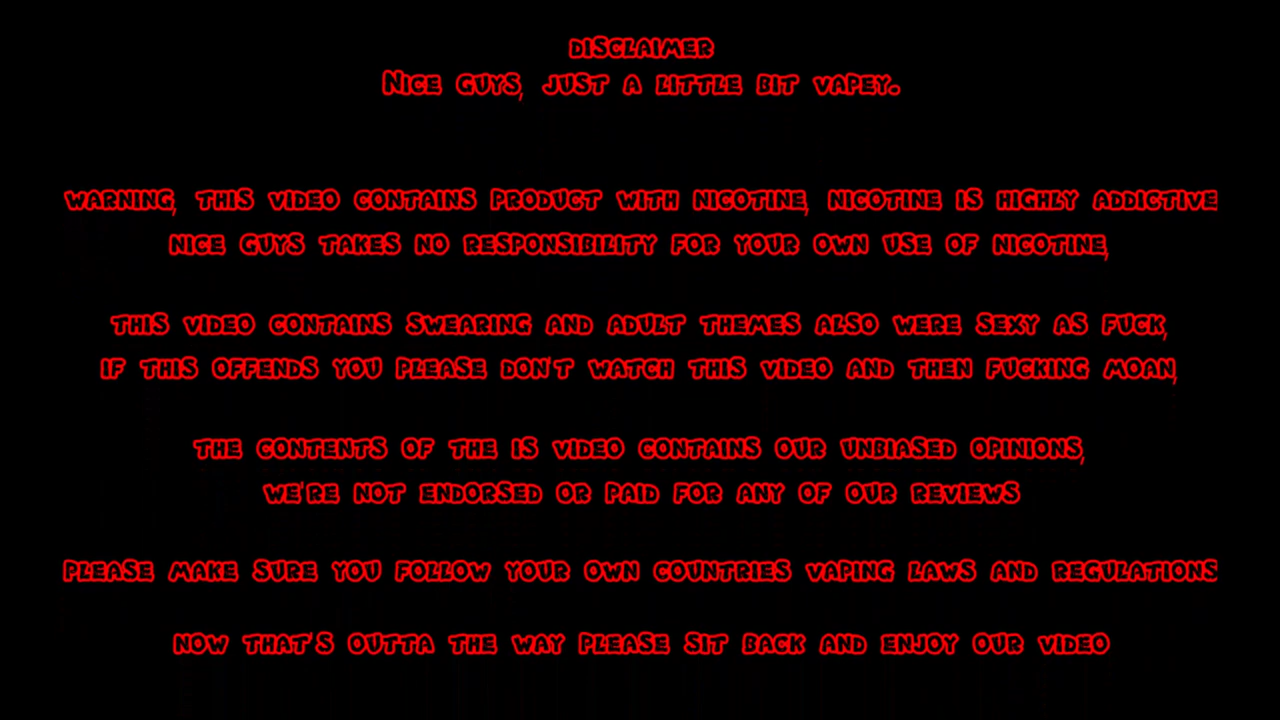 DISCLAIMER
NICE GUYS, JUST A LITTLE BIT VAPEY.
WARNING, THIS VIDEO CONTAINS PRODUCT WITH NICOTINE, NICOTINE IS HIGHLY ADDICTIVE
NICE GUYS TAKES NO RESPONSIBILITY FOR YOUR OWN USE OF NICOTINE,
THIS VIDEO CONTAINS SWEARING AND ADULT THEMES ALSO WERE SEXY AS FUCK,
IF THIS OFFENDS YOU PLEASE DON'T WATCH THIS VIDEO AND THEN FUCKING MOAN,
THE CONTENTS OF THE IS VIDEO CONTAINS OUR UNBIASED OPINIONS,
WE'RE NOT ENDORSED OR PAID FOR ANY OF OUR REVIEWS
PLEASE MAKE SURE YOU FOLLOW YOUR OWN COUNTRIES VAPING LAWS AND REGULATIONS
NOW THAT'S OUTTA THE WAY PLEASE SIT BACK AND ENJOY OUR VIDEO